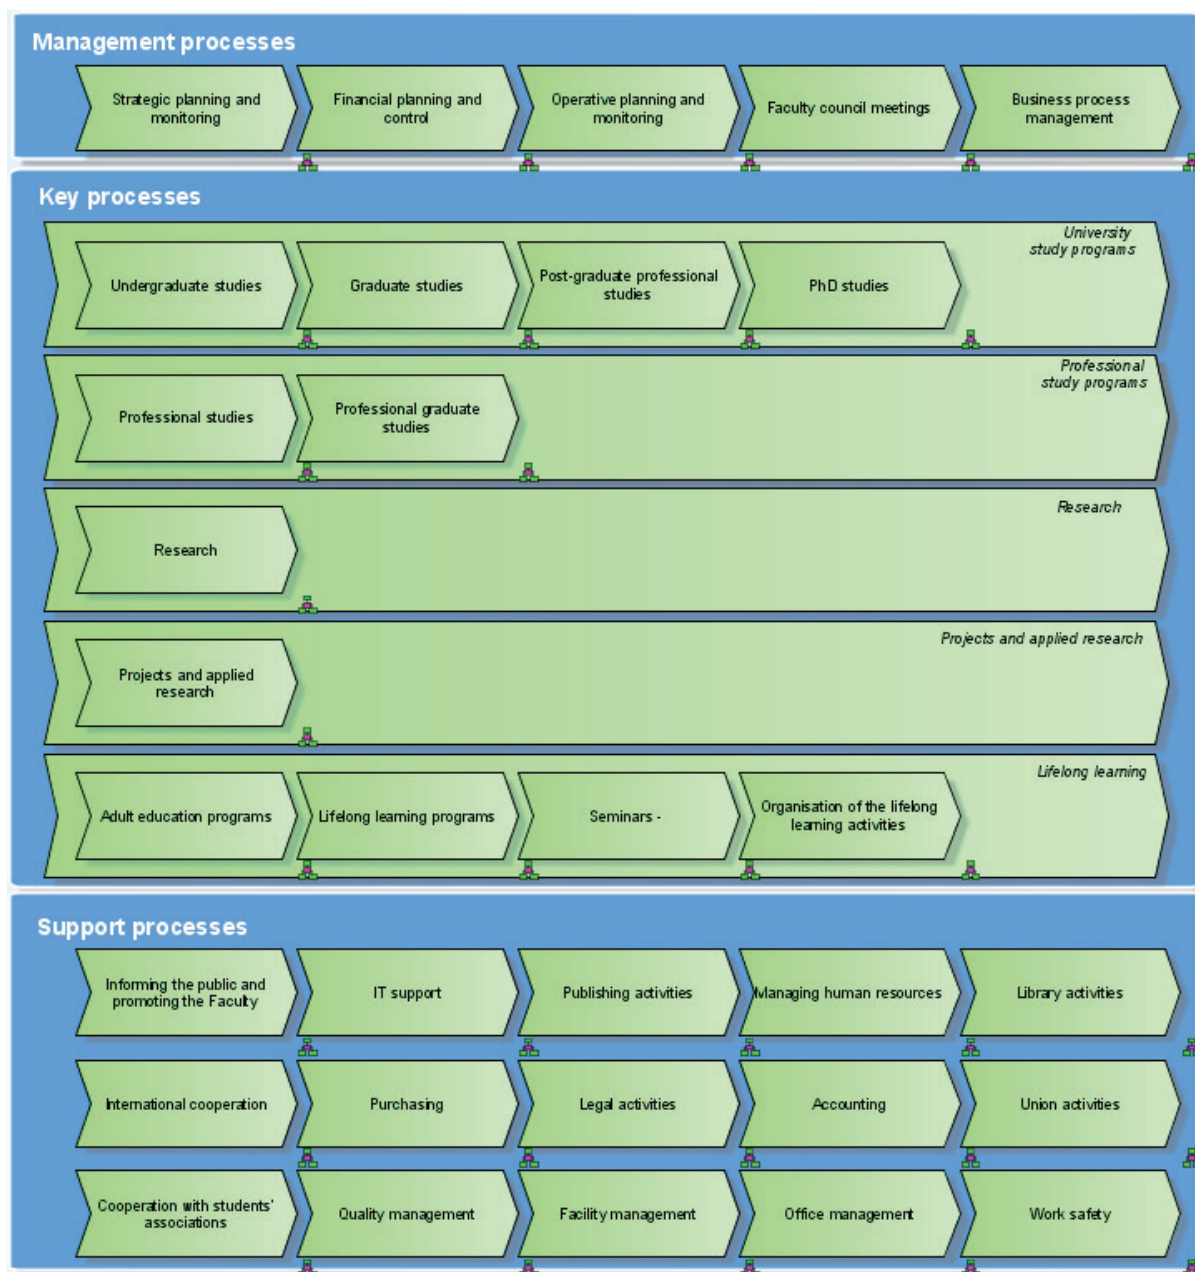 Management processes
Strategic planning and
monitoring
Financial planning and
control
Operative planning and
monitoring
Faculty council meetings
Business process
management
Key processes
University
study programs
Undergraduate studies
Graduate studies
Post-graduate professional
studies
PhD studies
Professional
study programs
Professional studies
Professional graduate
studies
Research
Research
Projects and applied research
Projects and applied
research
Lifelong learning
Adult education programs
Lifelong learning programs
Seminars -
Organisation of the lifelong
learning activities
Support processes
Informing the public and
promoting the Faculty
IT support
Publishing activities
Managing human resources
Library activities
International cooperation
Purchasing
Legal activities
Accounting
Union activities
Cooperation with students'
associations
Quality management
Facility management
Office management
Work safety